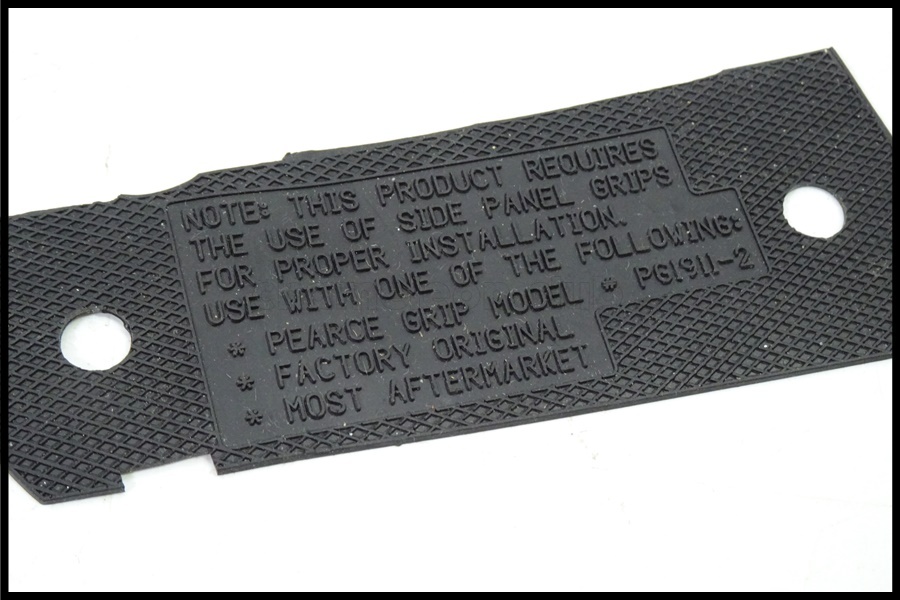 NOTE: THIS PRODUCT REQUIRES
THE USE OF SIDE PANEL GRIPS
FOR PROPER INSTALLATION.
USE WITH ONE OF THE FOLLOWING:
* PEARCE GRIP MODEL * PG1911-2
* FACTORY ORIGINAL
* MOST AFTERMARKET